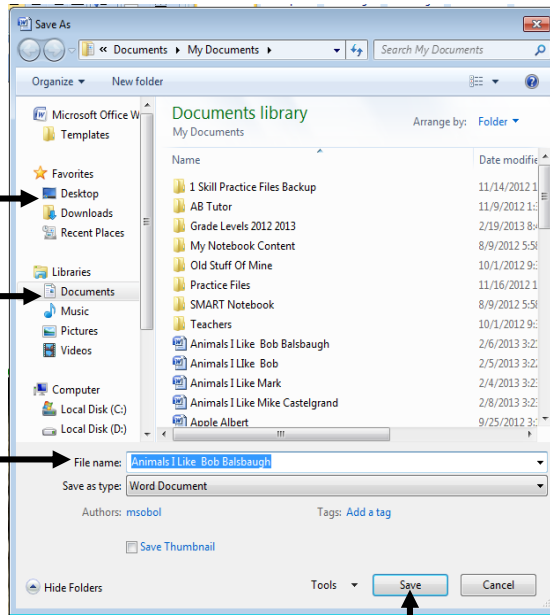 Save As
« Documents ▸ My Documents ▸
Search My Documents
Organize ▾ New folder
Microsoft Office W
Templates
Favorites
Desktop
Downloads
Recent Places
Libraries
Documents
Music
Pictures
Videos
Computer
Local Disk (C:)
Local Disk (D:)
Documents library
My Documents
Arrange by: Folder ▾
Name Date modifie
1 Skill Practice Files Backup 11/14/2012 1
AB Tutor 11/9/2012 1:
Grade Levels 2012 2013 2/19/2013 8:
My Notebook Content 8/9/2012 5:5
Old Stuff Of Mine 10/1/2012 9:
Practice Files 11/16/2012 1
SMART Notebook 8/9/2012 5:5
Teachers 10/1/2012 9:
Animals I Like Bob Balsbaugh 2/6/2013 3:2
Animals I LIke Bob 2/5/2013 3:2
Animals I Like Mark 2/4/2013 3:2
Animals I Like Mike Castelgrand 2/8/2013 3:2
Apple Albert 9/25/2012 3:
File name: Animals I Like Bob Balsbaugh
Save as type: Word Document
Authors: msobol Tags: Add a tag
Save Thumbnail
Hide Folders Tools ▾ Save Cancel